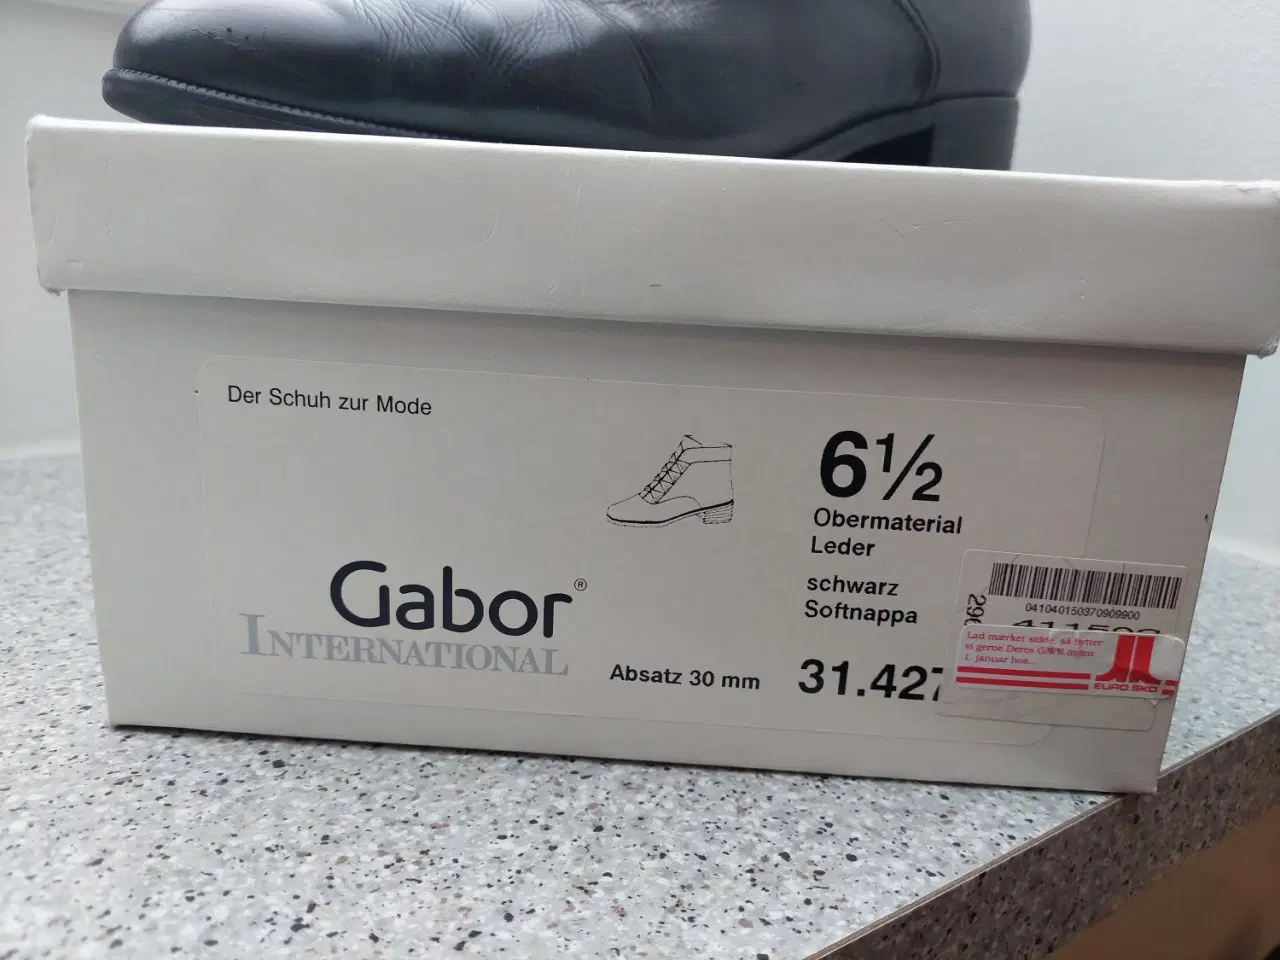 Der Schuh zur Mode
6½
Obermaterial
Leder
schwarz
Softnappa
Gabor®
INTERNATIONAL
Absatz 30 mm
31.427
041040150370909900
Lad mærket sidde, så bytter
vi gerne Deres GAVE inden
1. januar hos...
EURO SKO